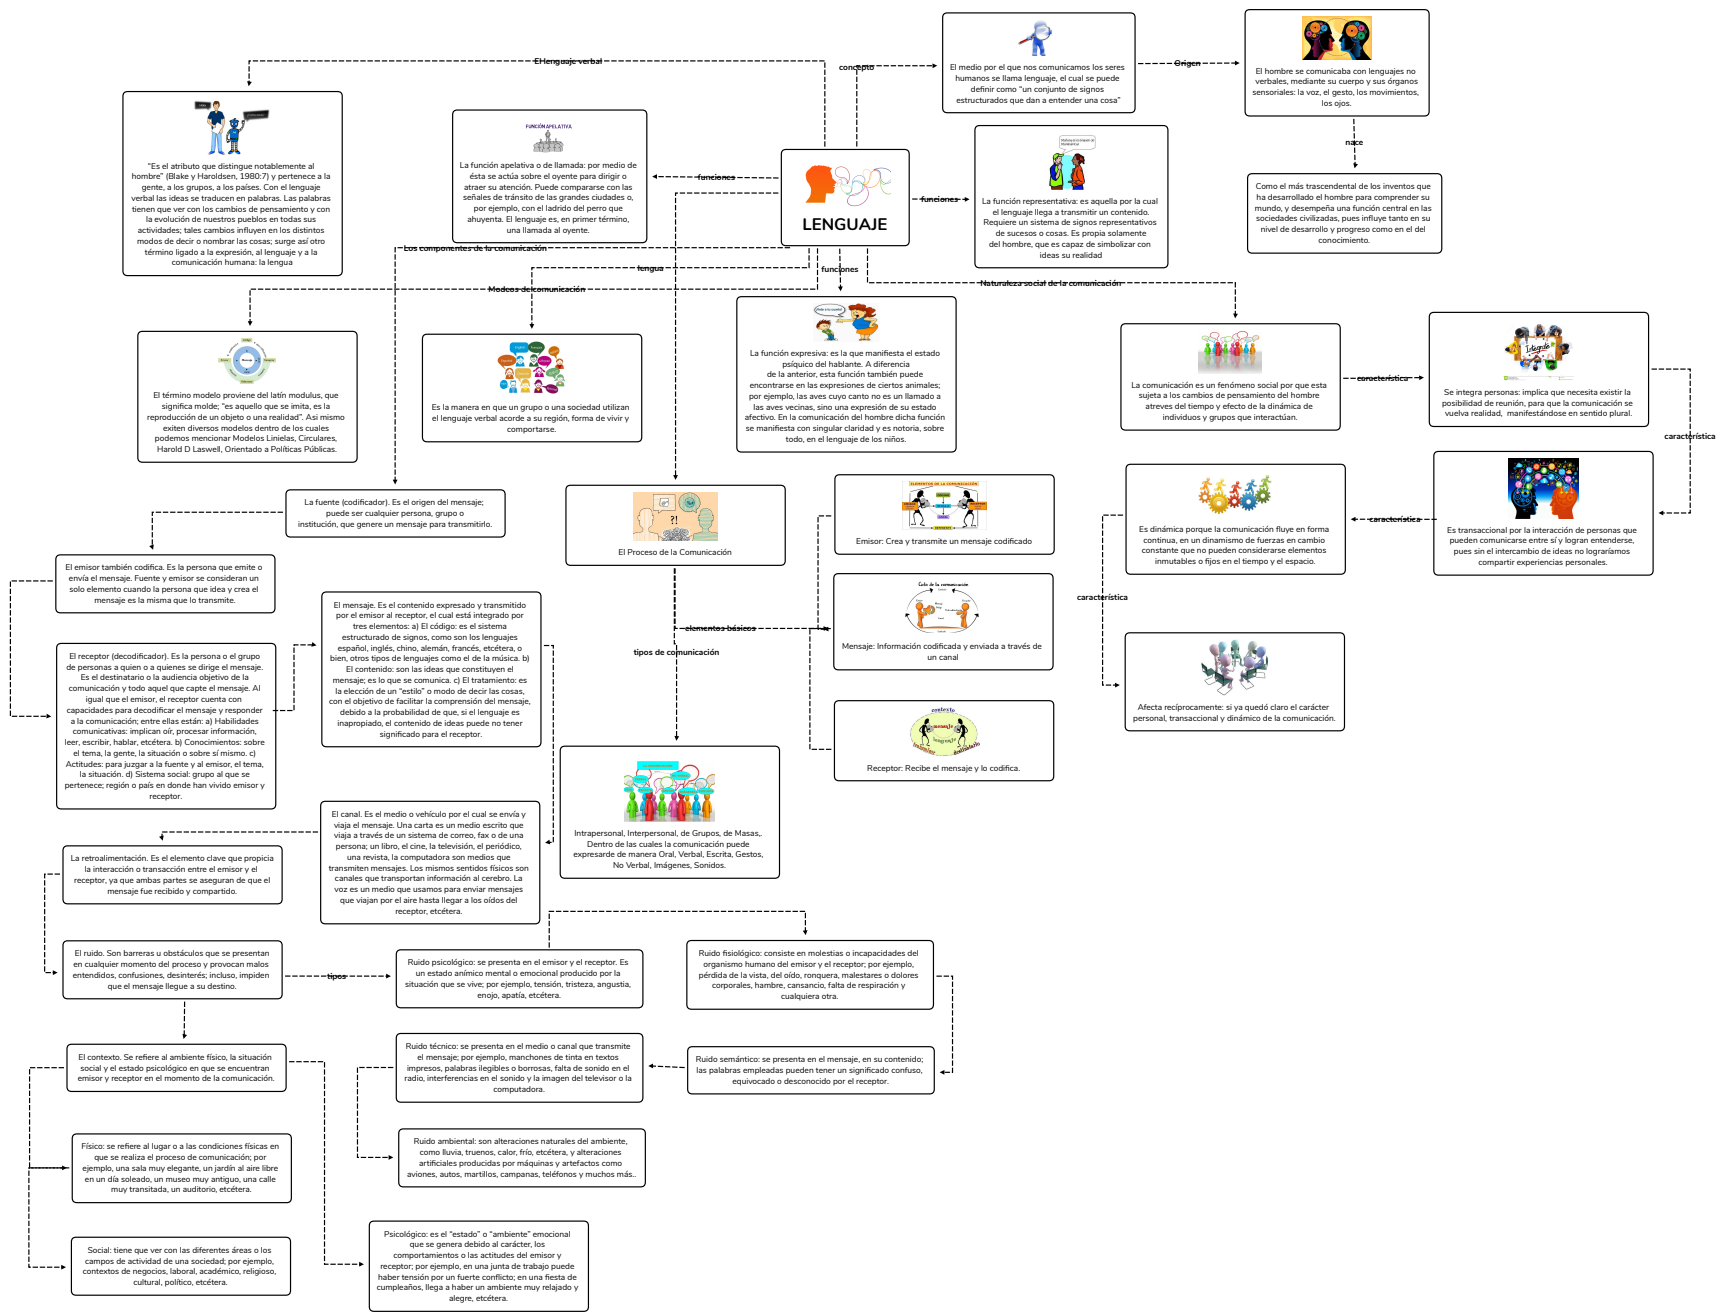 El lenguaje verbal
concepto
El medio por el que nos comunicamos los seres
humanos se llama lenguaje, el cual se puede
definir como “un conjunto de signos
estructurados que dan a entender una cosa”
Origen
El hombre se comunicaba con lenguajes no
verbales, mediante su cuerpo y sus órganos
sensoriales: la voz, el gesto, los movimientos,
los ojos.
nace
Como el más trascendental de los inventos que
ha desarrollado el hombre para comprender su
mundo, y desempeña una función central en las
sociedades civilizadas, pues influye tanto en su
nivel de desarrollo y progreso como en el del
conocimiento.
“Es el atributo que distingue notablemente al
hombre” (Blake y Haroldsen, 1980:7) y pertenece a la
gente, a los grupos, a los países. Con el lenguaje
verbal las ideas se traducen en palabras. Las palabras
tienen que ver con los cambios de pensamiento y con
la evolución de nuestros pueblos en todas sus
actividades; tales cambios influyen en los distintos
modos de decir o nombrar las cosas; surge así otro
término ligado a la expresión, al lenguaje y a la
comunicación humana: la lengua
FUNCIÓN APELATIVA
La función apelativa o de llamada: por medio de
ésta se actúa sobre el oyente para dirigir o
atraer su atención. Puede compararse con las
señales de tránsito de las grandes ciudades o,
por ejemplo, con el ladrido del perro que
ahuyenta. El lenguaje es, en primer término,
una llamada al oyente.
funciones
LENGUAJE
funciones
La función representativa: es aquella por la cual
el lenguaje llega a transmitir un contenido.
Requiere un sistema de signos representativos
de sucesos o cosas. Es propia solamente
del hombre, que es capaz de simbolizar con
ideas su realidad
Los componentes de la comunicación
lengua
funciones
Modeos de comunicación
Naturaleza social de la comunicación
El término modelo proviene del latín modulus, que
significa molde; “es aquello que se imita, es la
reproducción de un objeto o una realidad”. Asi mismo
exiten diversos modelos dentro de los cuales
podemos mencionar Modelos Linielas, Circulares,
Harold D Laswell, Orientado a Políticas Públicas.
Es la manera en que un grupo o una sociedad utilizan
el lenguaje verbal acorde a su región, forma de vivir y
comportarse.
La función expresiva: es la que manifiesta el estado
psíquico del hablante. A diferencia
de la anterior, esta función también puede
encontrarse en las expresiones de ciertos animales;
por ejemplo, las aves cuyo canto no es un llamado a
las aves vecinas, sino una expresión de su estado
afectivo. En la comunicación del hombre dicha función
se manifiesta con singular claridad y es notoria, sobre
todo, en el lenguaje de los niños.
La comunicación es un fenómeno social por que esta
sujeta a los cambios de pensamiento del hombre
atreves del tiempo y efecto de la dinámica de
individuos y grupos que interactúan.
característica
Se integra personas: implica que necesita existir la
posibilidad de reunión, para que la comunicación se
vuelva realidad, manifestándose en sentido plural.
característica
Es transaccional por la interacción de personas que
pueden comunicarse entre sí y logran entenderse,
pues sin el intercambio de ideas no lograríamos
compartir experiencias personales.
característica
Es dinámica porque la comunicación fluye en forma
continua, en un dinamismo de fuerzas en cambio
constante que no pueden considerarse elementos
inmutables o fijos en el tiempo y el espacio.
característica
Afecta recíprocamente: si ya quedó claro el carácter
personal, transaccional y dinámico de la comunicación.
La fuente (codificador). Es el origen del mensaje;
puede ser cualquier persona, grupo o
institución, que genere un mensaje para transmitirlo.
El Proceso de la Comunicación
ELEMENTOS DE LA COMUNICACIÓN
Emisor: Crea y transmite un mensaje codificado
elementos básicos
tipos de comunicación
Mensaje: Información codificada y enviada a través de
un canal
contexto
mensaje
Receptor: Recibe el mensaje y lo codifica.
El emisor también codifica. Es la persona que emite o
envía el mensaje. Fuente y emisor se consideran un
solo elemento cuando la persona que idea y crea el
mensaje es la misma que lo transmite.
El receptor (decodificador). Es la persona o el grupo
de personas a quien o a quienes se dirige el mensaje.
Es el destinatario o la audiencia objetivo de la
comunicación y todo aquel que capte el mensaje. Al
igual que el emisor, el receptor cuenta con
capacidades para decodificar el mensaje y responder
a la comunicación; entre ellas están: a) Habilidades
comunicativas: implican oír, procesar información,
leer, escribir, hablar, etcétera. b) Conocimientos: sobre
el tema, la gente, la situación o sobre sí mismo. c)
Actitudes: para juzgar a la fuente y al emisor, el tema,
la situación. d) Sistema social: grupo al que se
pertenece; región o país en donde han vivido emisor y
receptor.
El mensaje. Es el contenido expresado y transmitido
por el emisor al receptor, el cual está integrado por
tres elementos: a) El código: es el sistema
estructurado de signos, como son los lenguajes
español, inglés, chino, alemán, francés, etcétera, o
bien, otros tipos de lenguajes como el de la música. b)
El contenido: son las ideas que constituyen el
mensaje; es lo que se comunica. c) El tratamiento: es
la elección de un “estilo” o modo de decir las cosas,
con el objetivo de facilitar la comprensión del mensaje,
debido a la probabilidad de que, si el lenguaje es
inapropiado, el contenido de ideas puede no tener
significado para el receptor.
Intrapersonal, Interpersonal, de Grupos, de Masas,.
Dentro de las cuales la comunicación puede
expresarde de manera Oral, Verbal, Escrita, Gestos,
No Verbal, Imágenes, Sonidos.
El canal. Es el medio o vehículo por el cual se envía y
viaja el mensaje. Una carta es un medio escrito que
viaja a través de un sistema de correo, fax o de una
persona; un libro, el cine, la televisión, el periódico,
una revista, la computadora son medios que
transmiten mensajes. Los mismos sentidos físicos son
canales que transportan información al cerebro. La
voz es un medio que usamos para enviar mensajes
que viajan por el aire hasta llegar a los oídos del
receptor, etcétera.
La retroalimentación. Es el elemento clave que propicia
la interacción o transacción entre el emisor y el
receptor, ya que ambas partes se aseguran de que el
mensaje fue recibido y compartido.
El ruido. Son barreras u obstáculos que se presentan
en cualquier momento del proceso y provocan malos
entendidos, confusiones, desinterés; incluso, impiden
que el mensaje llegue a su destino.
tipos
Ruido psicológico: se presenta en el emisor y el receptor. Es
un estado anímico mental o emocional producido por la
situación que se vive; por ejemplo, tensión, tristeza, angustia,
enojo, apatía, etcétera.
Ruido fisiológico: consiste en molestias o incapacidades del
organismo humano del emisor y el receptor; por ejemplo,
pérdida de la vista, del oído, ronquera, malestares o dolores
corporales, hambre, cansancio, falta de respiración y
cualquiera otra.
Ruido semántico: se presenta en el mensaje, en su contenido;
las palabras empleadas pueden tener un significado confuso,
equivocado o desconocido por el receptor.
Ruido técnico: se presenta en el medio o canal que transmite
el mensaje; por ejemplo, manchones de tinta en textos
impresos, palabras ilegibles o borrosas, falta de sonido en el
radio, interferencias en el sonido y la imagen del televisor o la
computadora.
Ruido ambiental: son alteraciones naturales del ambiente,
como lluvia, truenos, calor, frío, etcétera, y alteraciones
artificiales producidas por máquinas y artefactos como
aviones, autos, martillos, campanas, teléfonos y muchos más..
El contexto. Se refiere al ambiente físico, la situación
social y el estado psicológico en que se encuentran
emisor y receptor en el momento de la comunicación.
Físico: se refiere al lugar o a las condiciones físicas en
que se realiza el proceso de comunicación; por
ejemplo, una sala muy elegante, un jardín al aire libre
en un día soleado, un museo muy antiguo, una calle
muy transitada, un auditorio, etcétera.
Social: tiene que ver con las diferentes áreas o los
campos de actividad de una sociedad; por ejemplo,
contextos de negocios, laboral, académico, religioso,
cultural, político, etcétera.
Psicológico: es el “estado” o “ambiente” emocional
que se genera debido al carácter, los
comportamientos o las actitudes del emisor y
receptor; por ejemplo, en una junta de trabajo puede
haber tensión por un fuerte conflicto; en una fiesta de
cumpleaños, llega a haber un ambiente muy relajado y
alegre, etcétera.